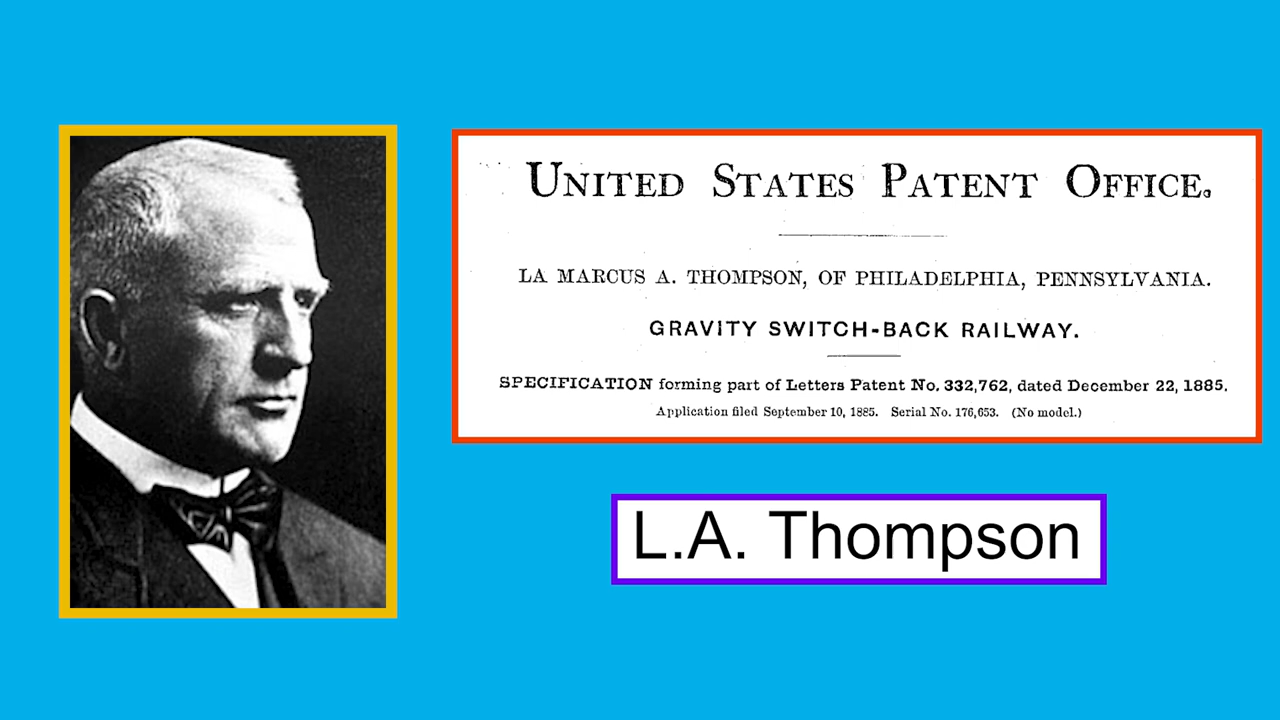 UNITED STATES PATENT OFFICE.
LA MARCUS A. THOMPSON, OF PHILADELPHIA, PENNSYLVANIA.
GRAVITY SWITCH-BACK RAILWAY.
SPECIFICATION forming part of Letters Patent No. 332,762, dated December 22, 1885.
Application filed September 10, 1885. Serial No. 176,653. (No model.)
L.A. Thompson